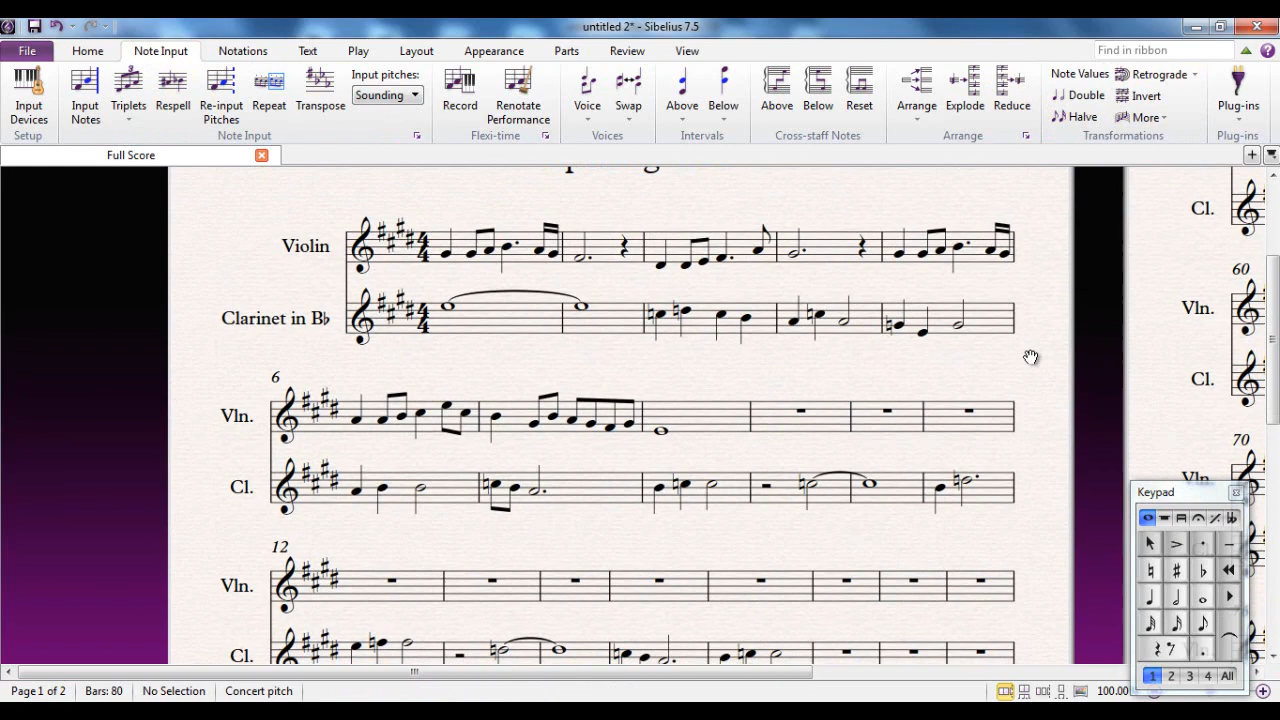 untitled 2* - Sibelius 7.5
File Home Note Input Notations Text Play Layout Appearance Parts Review View Find in ribbon
Input Devices
Setup
Input Notes
Triplets
Respell
Re-input Pitches
Repeat
Transpose
Input pitches:
Sounding
Note Input
Record
Renotate Performance
Flexi-time
Voice
Swap
Voices
Above
Below
Intervals
Above
Below
Reset
Cross-staff Notes
Arrange
Explode
Reduce
Arrange
Note Values
Double
Halve
Retrograde
Invert
More
Transformations
Plug-ins
Plug-ins
Full Score
Violin
4
4
Clarinet in B♭
4
4
6
Vln.
Cl.
12
Vln.
Cl.
Cl.
60
Vln.
Cl.
70
Keypad
1 2 3 4 All
Page 1 of 2 Bars: 80 No Selection Concert pitch